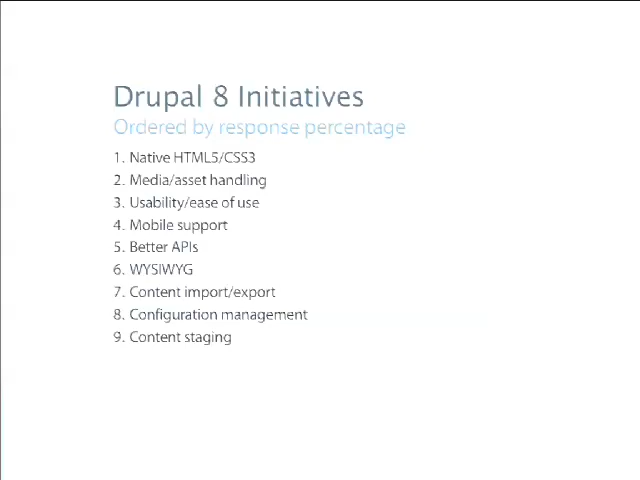 Drupal 8 Initiatives
Ordered by response percentage
1. Native HTML5/CSS3
2. Media/asset handling
3. Usability/ease of use
4. Mobile support
5. Better APIs
6. WYSIWYG
7. Content import/export
8. Configuration management
9. Content staging